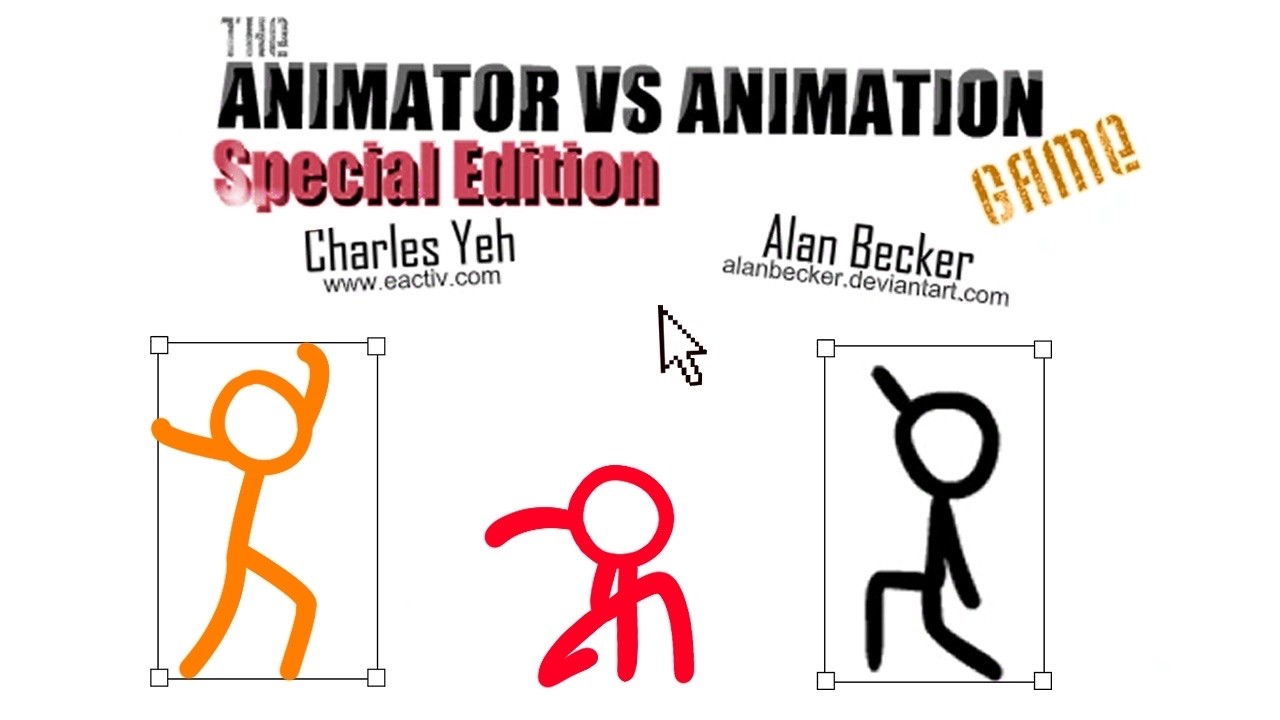 THE
ANIMATOR VS ANIMATION
Special Edition
GAME
Charles Yeh
www.eactiv.com
Alan Becker
alanbecker.deviantart.com